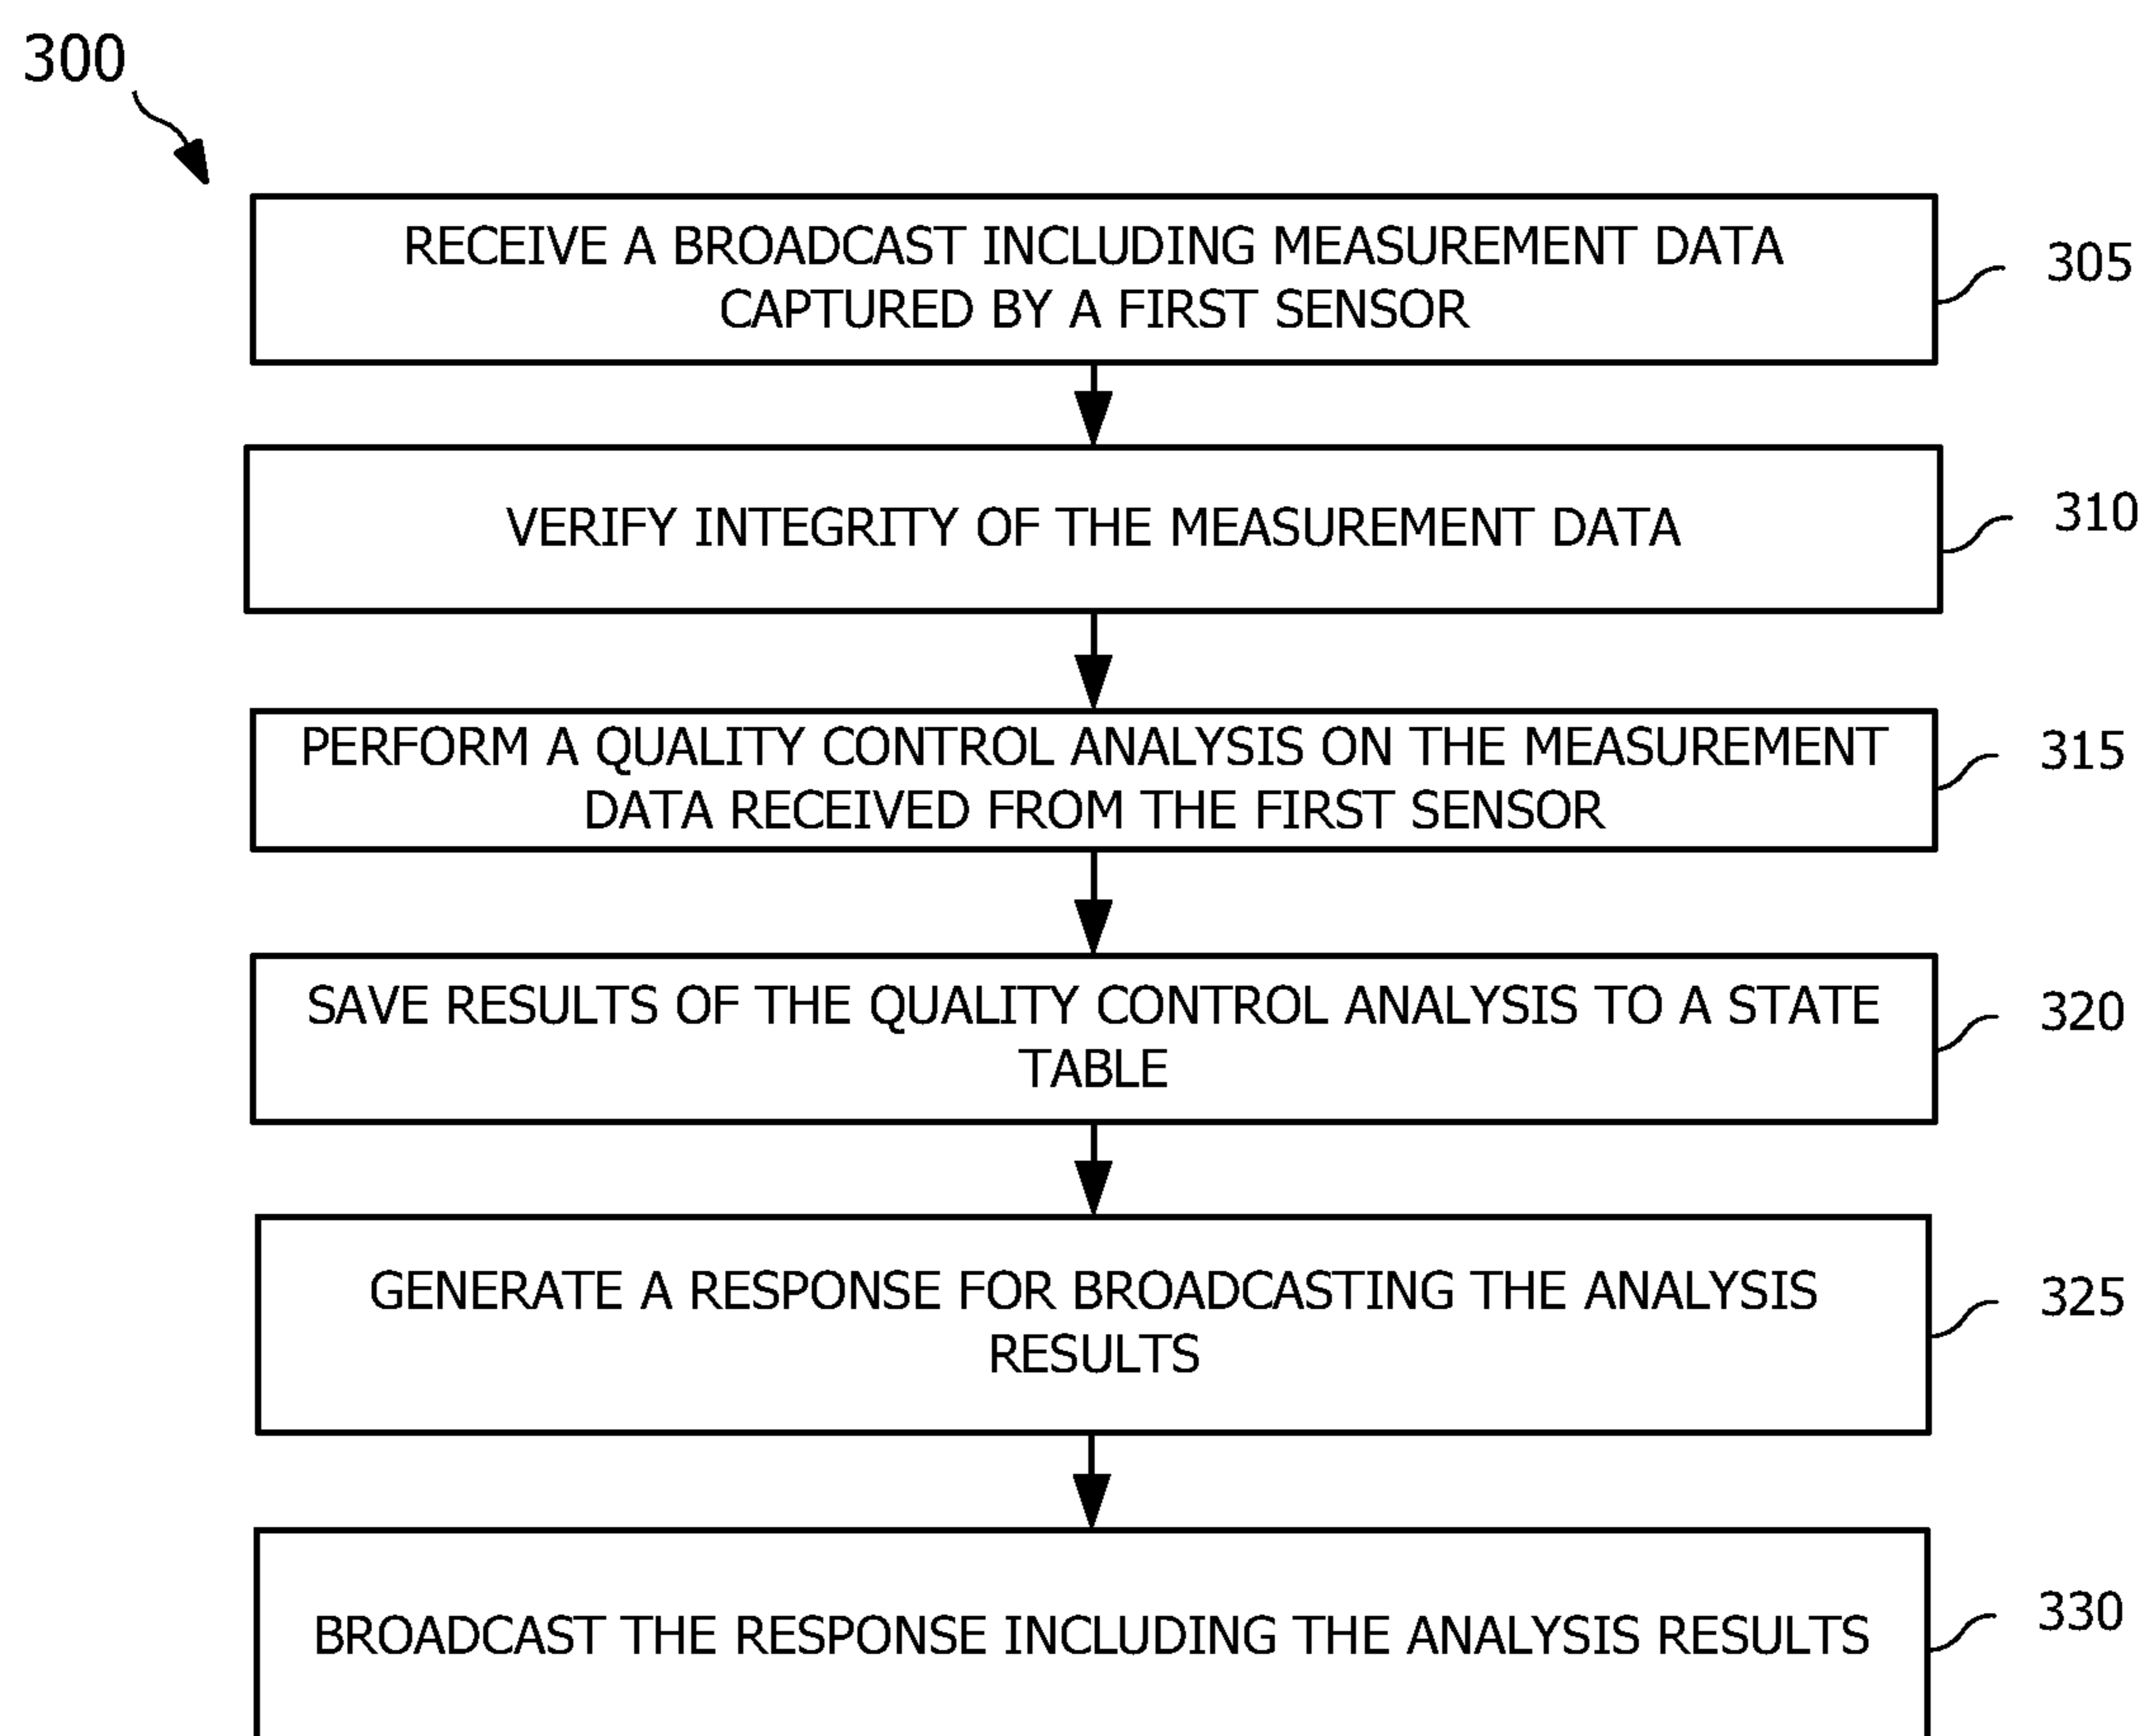 300
RECEIVE A BROADCAST INCLUDING MEASUREMENT DATA
CAPTURED BY A FIRST SENSOR
305
VERIFY INTEGRITY OF THE MEASUREMENT DATA
310
PERFORM A QUALITY CONTROL ANALYSIS ON THE MEASUREMENT
DATA RECEIVED FROM THE FIRST SENSOR
315
SAVE RESULTS OF THE QUALITY CONTROL ANALYSIS TO A STATE
TABLE
320
GENERATE A RESPONSE FOR BROADCASTING THE ANALYSIS
RESULTS
325
BROADCAST THE RESPONSE INCLUDING THE ANALYSIS RESULTS
330